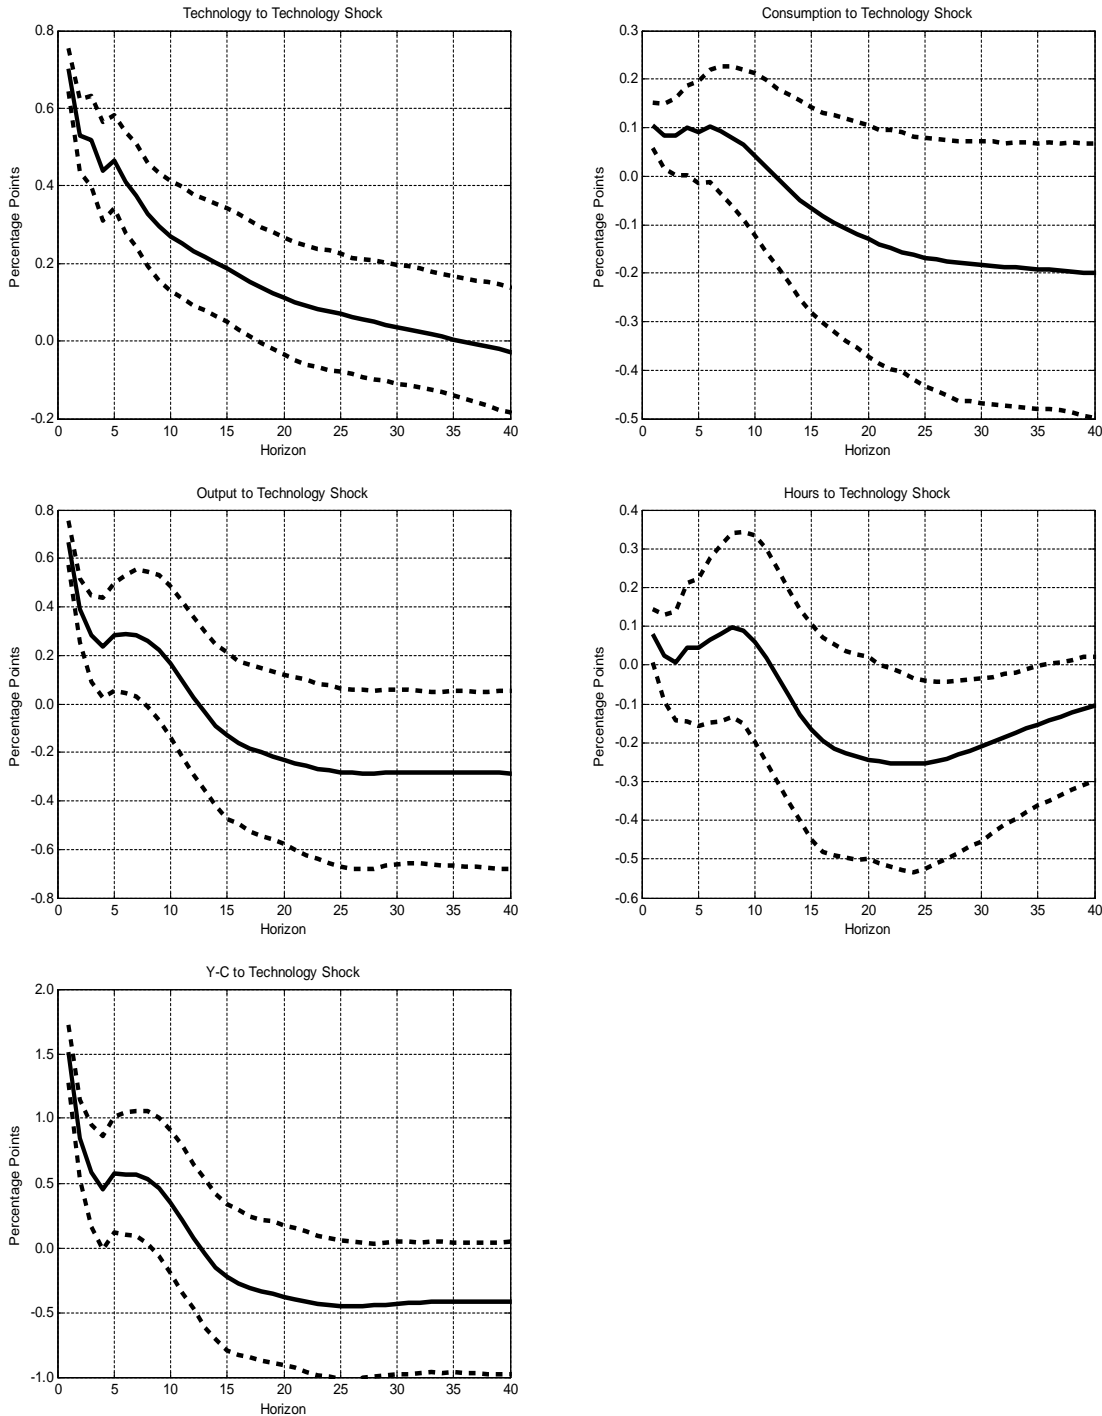 Technology to Technology Shock
0.8
0.6
0.4
0.2
0.0
-0.2
0 5 10 15 20 25 30 35 40
Horizon
Percentage Points
Consumption to Technology Shock
0.3
0.2
0.1
0.0
-0.1
-0.2
-0.3
-0.4
-0.5
0 5 10 15 20 25 30 35 40
Horizon
Percentage Points
Output to Technology Shock
0.8
0.6
0.4
0.2
0.0
-0.2
-0.4
-0.6
-0.8
0 5 10 15 20 25 30 35 40
Horizon
Percentage Points
Hours to Technology Shock
0.4
0.3
0.2
0.1
0.0
-0.1
-0.2
-0.3
-0.4
-0.5
-0.6
0 5 10 15 20 25 30 35 40
Horizon
Percentage Points
Y-C to Technology Shock
2.0
1.5
1.0
0.5
0.0
-0.5
-1.0
0 5 10 15 20 25 30 35 40
Horizon
Percentage Points